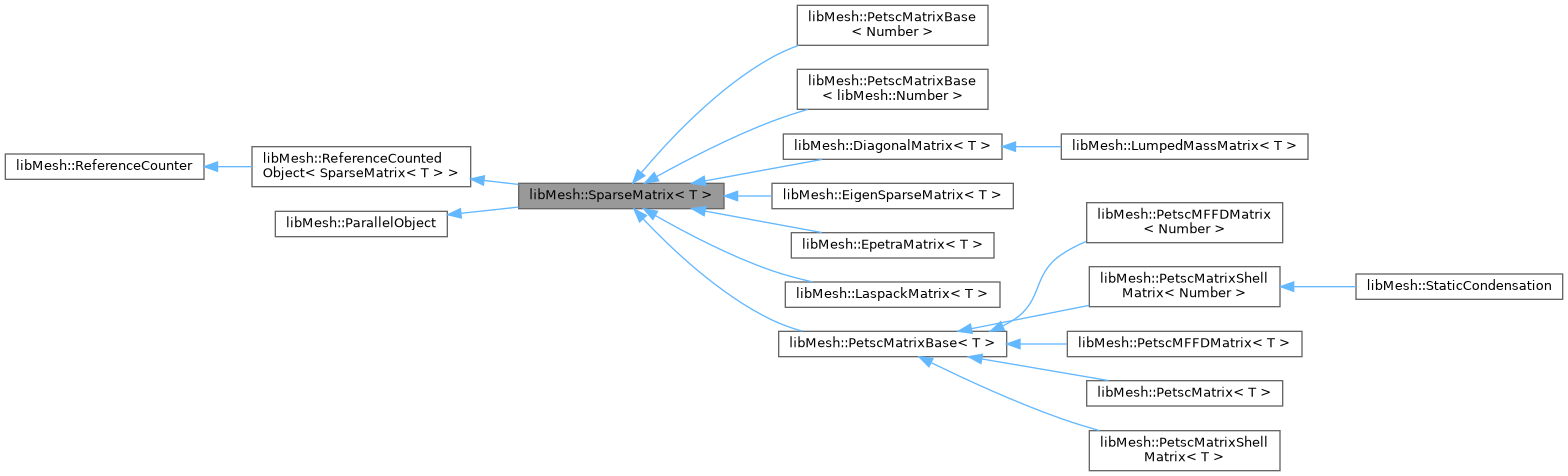 libMesh::ReferenceCounter
libMesh::ReferenceCounted
Object< SparseMatrix< T > >
libMesh::ParallelObject
libMesh::SparseMatrix< T >
libMesh::PetscMatrixBase
< Number >
libMesh::PetscMatrixBase
< libMesh::Number >
libMesh::DiagonalMatrix< T >
libMesh::EigenSparseMatrix< T >
libMesh::EpetraMatrix< T >
libMesh::LaspackMatrix< T >
libMesh::PetscMatrixBase< T >
libMesh::LumpedMassMatrix< T >
libMesh::PetscMFFDMatrix
< Number >
libMesh::PetscMatrixShell
Matrix< Number >
libMesh::PetscMFFDMatrix< T >
libMesh::PetscMatrix< T >
libMesh::PetscMatrixShell
Matrix< T >
libMesh::StaticCondensation